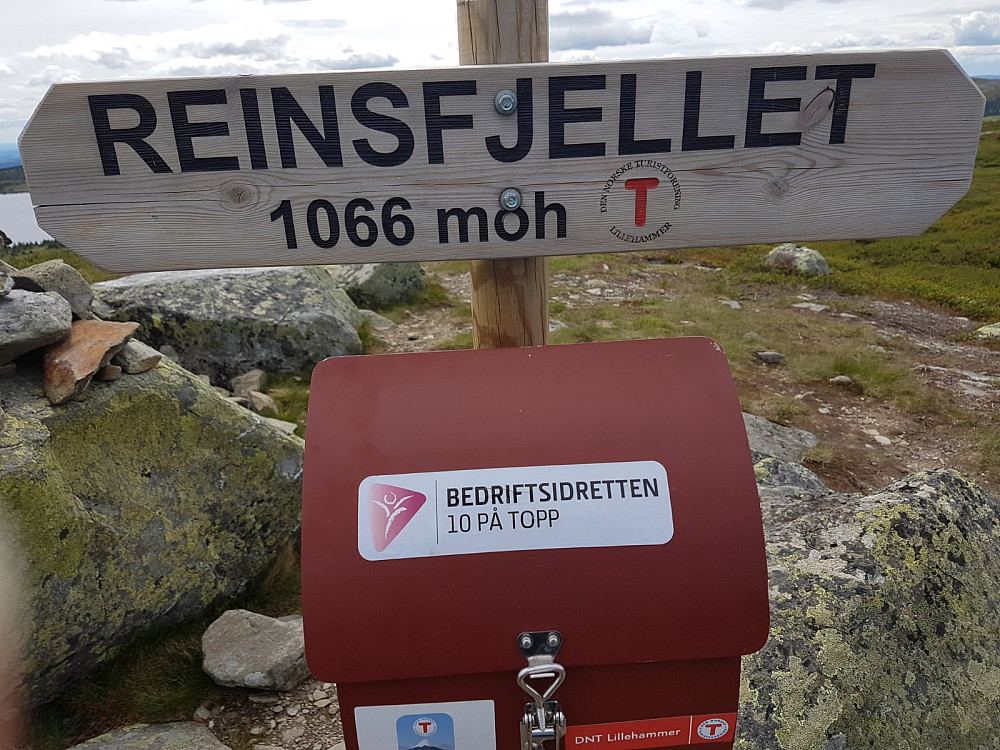 REINSFJELLET
1066 moh
DEN NORSKE TURISTFORENING
T
LILLEHAMMER
BEDRIFTSIDRETTEN
10 PÅ TOPP
T
DNT Lillehammer
T